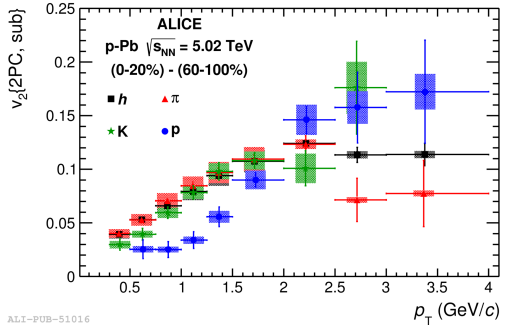 0.25
0.2
0.15
0.1
0.05
0
v₂{2PC, sub}
ALICE
p-Pb √sNN = 5.02 TeV
(0-20%) - (60-100%)
h π
K p
0.5 1 1.5 2 2.5 3 3.5 4
pT (GeV/c)
ALI-PUB-51016